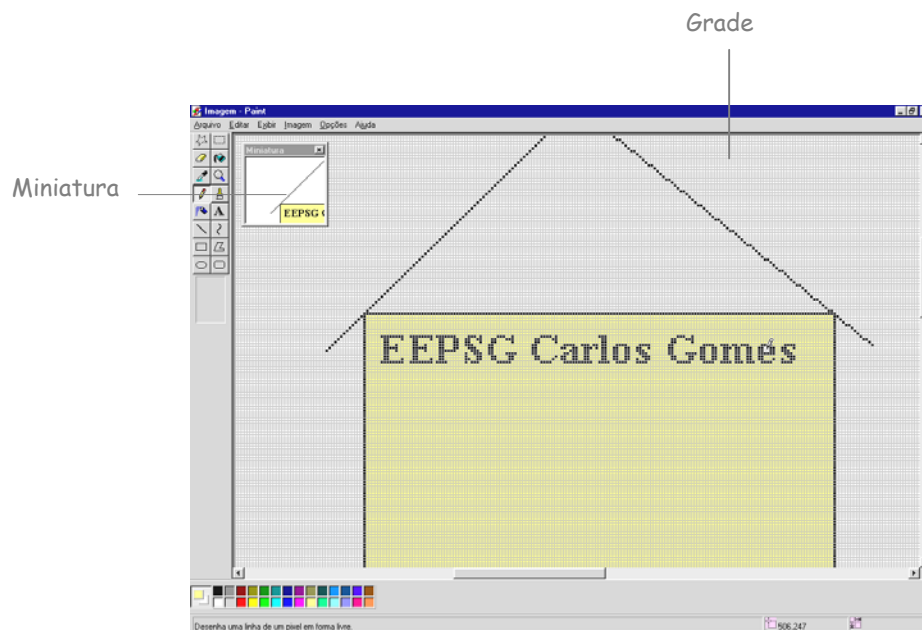 Grade
Imagem - Paint
Arquivo Editar Exibir Imagem Opções Ajuda
Miniatura
Miniatura
EEPSG C
EEPSG Carlos Gomes
Desenha uma linha de um pixel em forma livre.
506,247